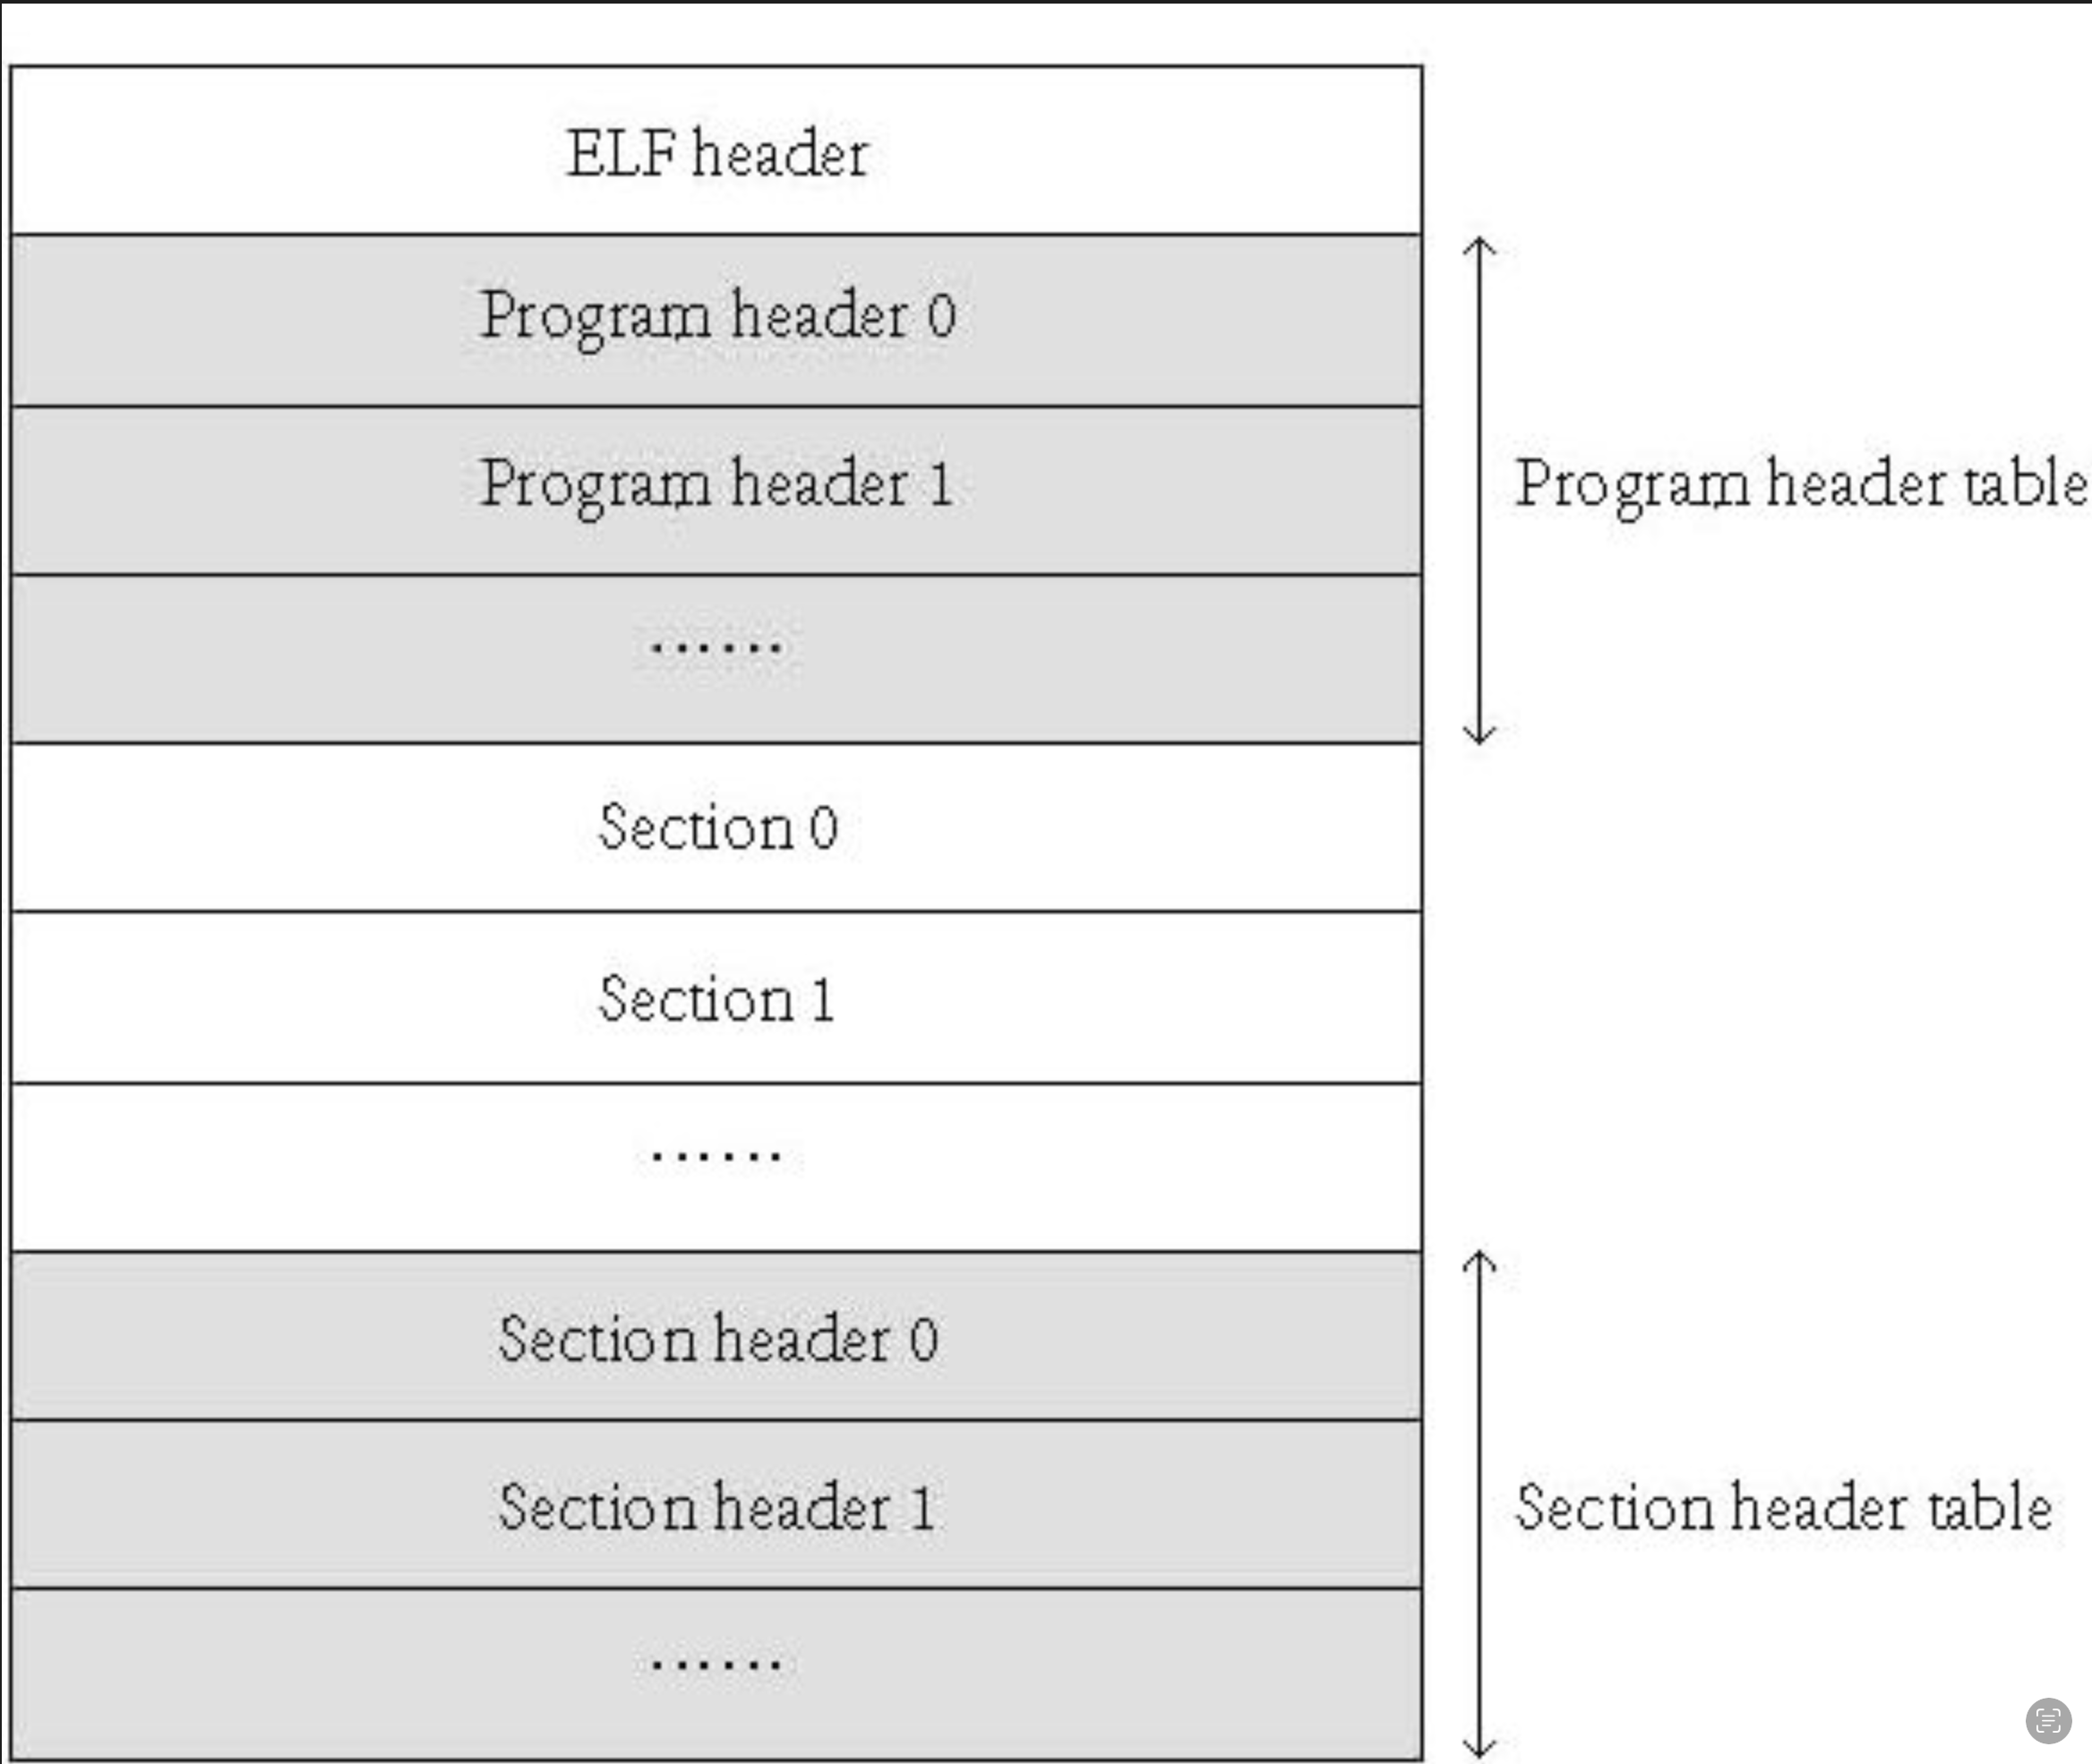 ELF header
Program header 0
Program header 1
Program header table
......
Section 0
Section 1
......
Section header 0
Section header 1
Section header table
......